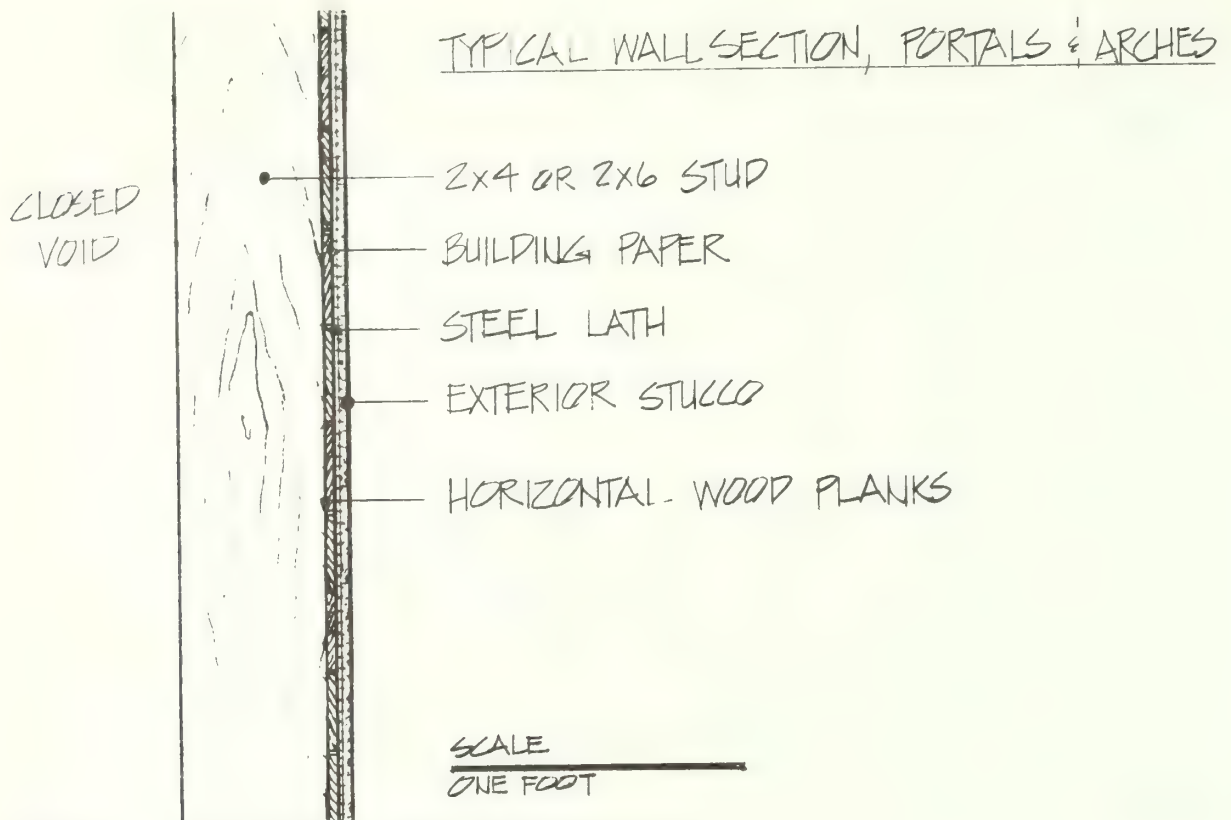 TYPICAL WALL SECTION, PORTALS & ARCHES
CLOSED
VOID
2x4 OR 2x6 STUD
BUILDING PAPER
STEEL LATH
EXTERIOR STUCCO
HORIZONTAL WOOD PLANKS
SCALE
ONE FOOT